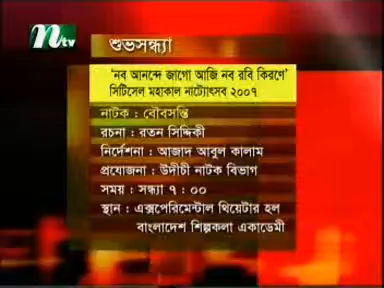 ntv
শুভসন্ধ্যা
'নব আনন্দে জাগো আজি নব রবি কিরণে'
সিটিসেল মহাকাল নাট্যোৎসব ২০০৭
নাটক : বৌবসন্তি
রচনা : রতন সিদ্দিকী
নির্দেশনা : আজাদ আবুল কালাম
প্রযোজনা : উদীচী নাটক বিভাগ
সময় : সন্ধ্যা ৭ : ০০
স্থান : এক্সপেরিমেন্টাল থিয়েটার হল
বাংলাদেশ শিল্পকলা একাডেমী